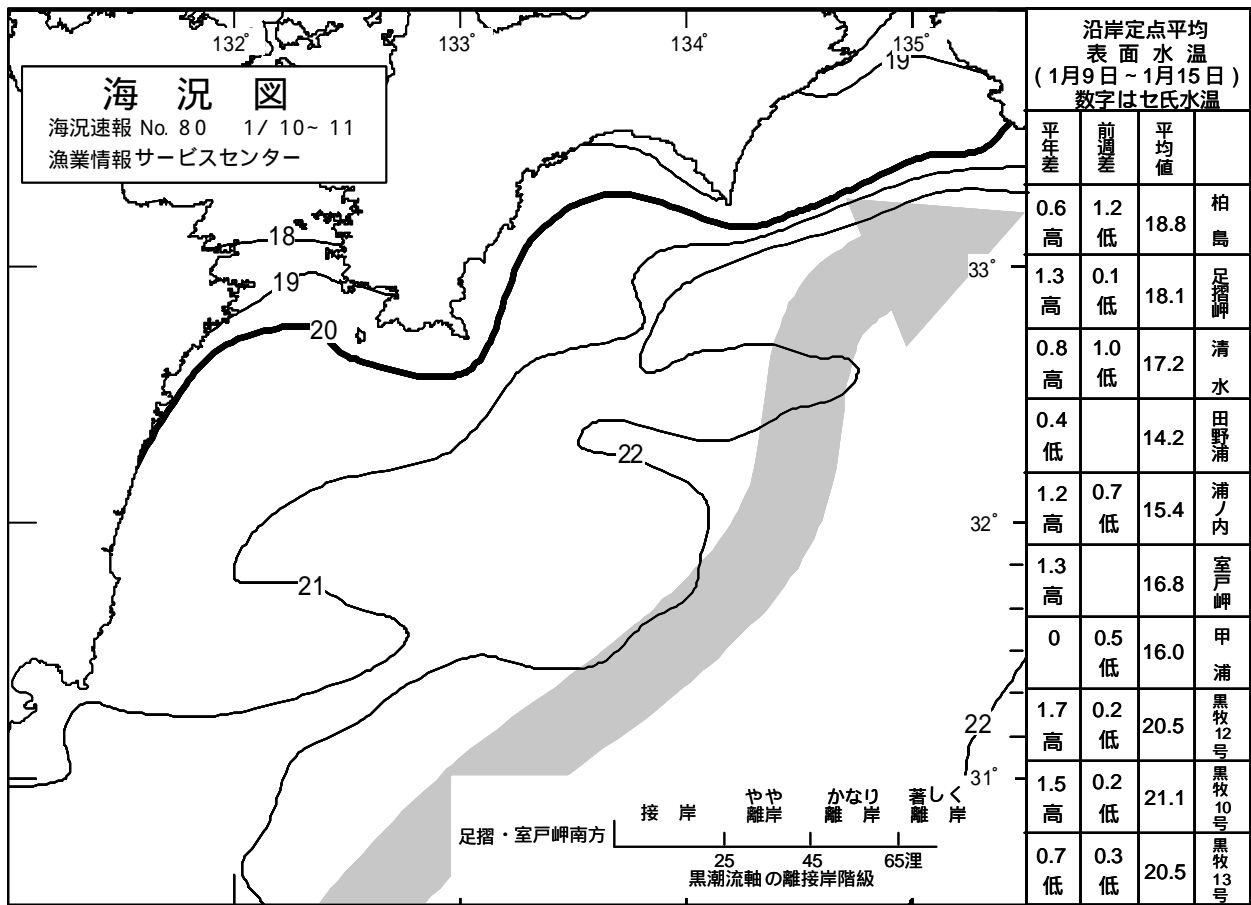 132°
133°
134°
135°
海 況 図
海況速報 No. 80 1/ 10~ 11
漁業情報サービスセンター
19
18
19
20
33°
22
32°
21
22
31°
接 岸
やや
離岸
かなり
離 岸
著しく
離 岸
足摺・室戸岬南方
25
45
65浬
黒潮流軸の離接岸階級
沿岸定点平均
表 面 水 温
( 1月9日 ~ 1月15日 )
数字はセ氏水温
平年差 前週差 平均値
0.6高 1.2低 18.8 柏島
1.3高 0.1低 18.1 足摺岬
0.8高 1.0低 17.2 清水
0.4低 14.2 田野浦
1.2高 0.7低 15.4 浦ノ内
1.3高 16.8 室戸岬
0 0.5低 16.0 甲浦
1.7高 0.2低 20.5 黒牧12号
1.5高 0.2低 21.1 黒牧10号
0.7低 0.3低 20.5 黒牧13号